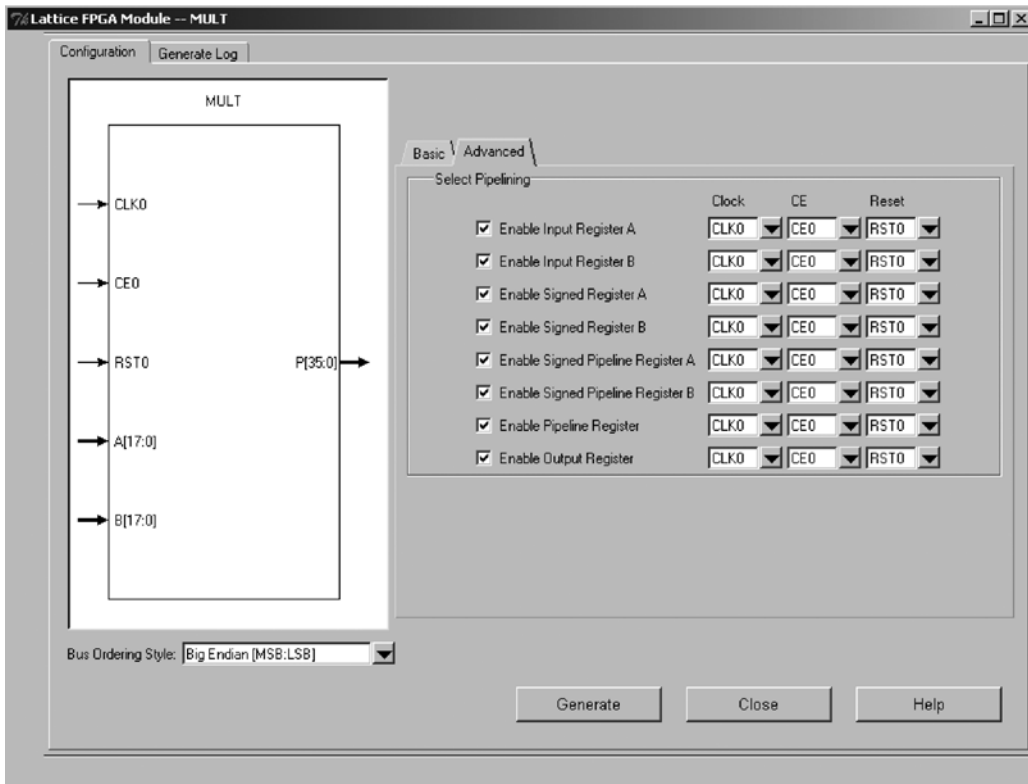 Lattice FPGA Module -- MULT
Configuration Generate Log
MULT
CLK0
CE0
RST0 P[35:0]
A[17:0]
B[17:0]
Bus Ordering Style: Big Endian [MSB:LSB]
Basic Advanced
Select Pipelining
Clock CE Reset
Enable Input Register A CLK0 CE0 RST0
Enable Input Register B CLK0 CE0 RST0
Enable Signed Register A CLK0 CE0 RST0
Enable Signed Register B CLK0 CE0 RST0
Enable Signed Pipeline Register A CLK0 CE0 RST0
Enable Signed Pipeline Register B CLK0 CE0 RST0
Enable Pipeline Register CLK0 CE0 RST0
Enable Output Register CLK0 CE0 RST0
Generate Close Help